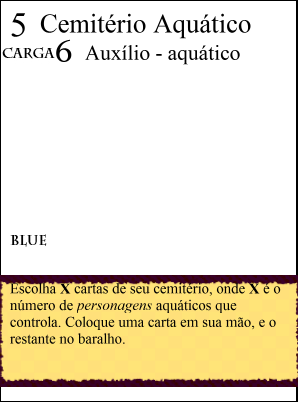 5 Cemitério Aquático
CARGA 6 Auxílio - aquático
BLUE
Escolha X cartas de seu cemitério, onde X é o
número de personagens aquáticos que
controla. Coloque uma carta em sua mão, e o
restante no baralho.